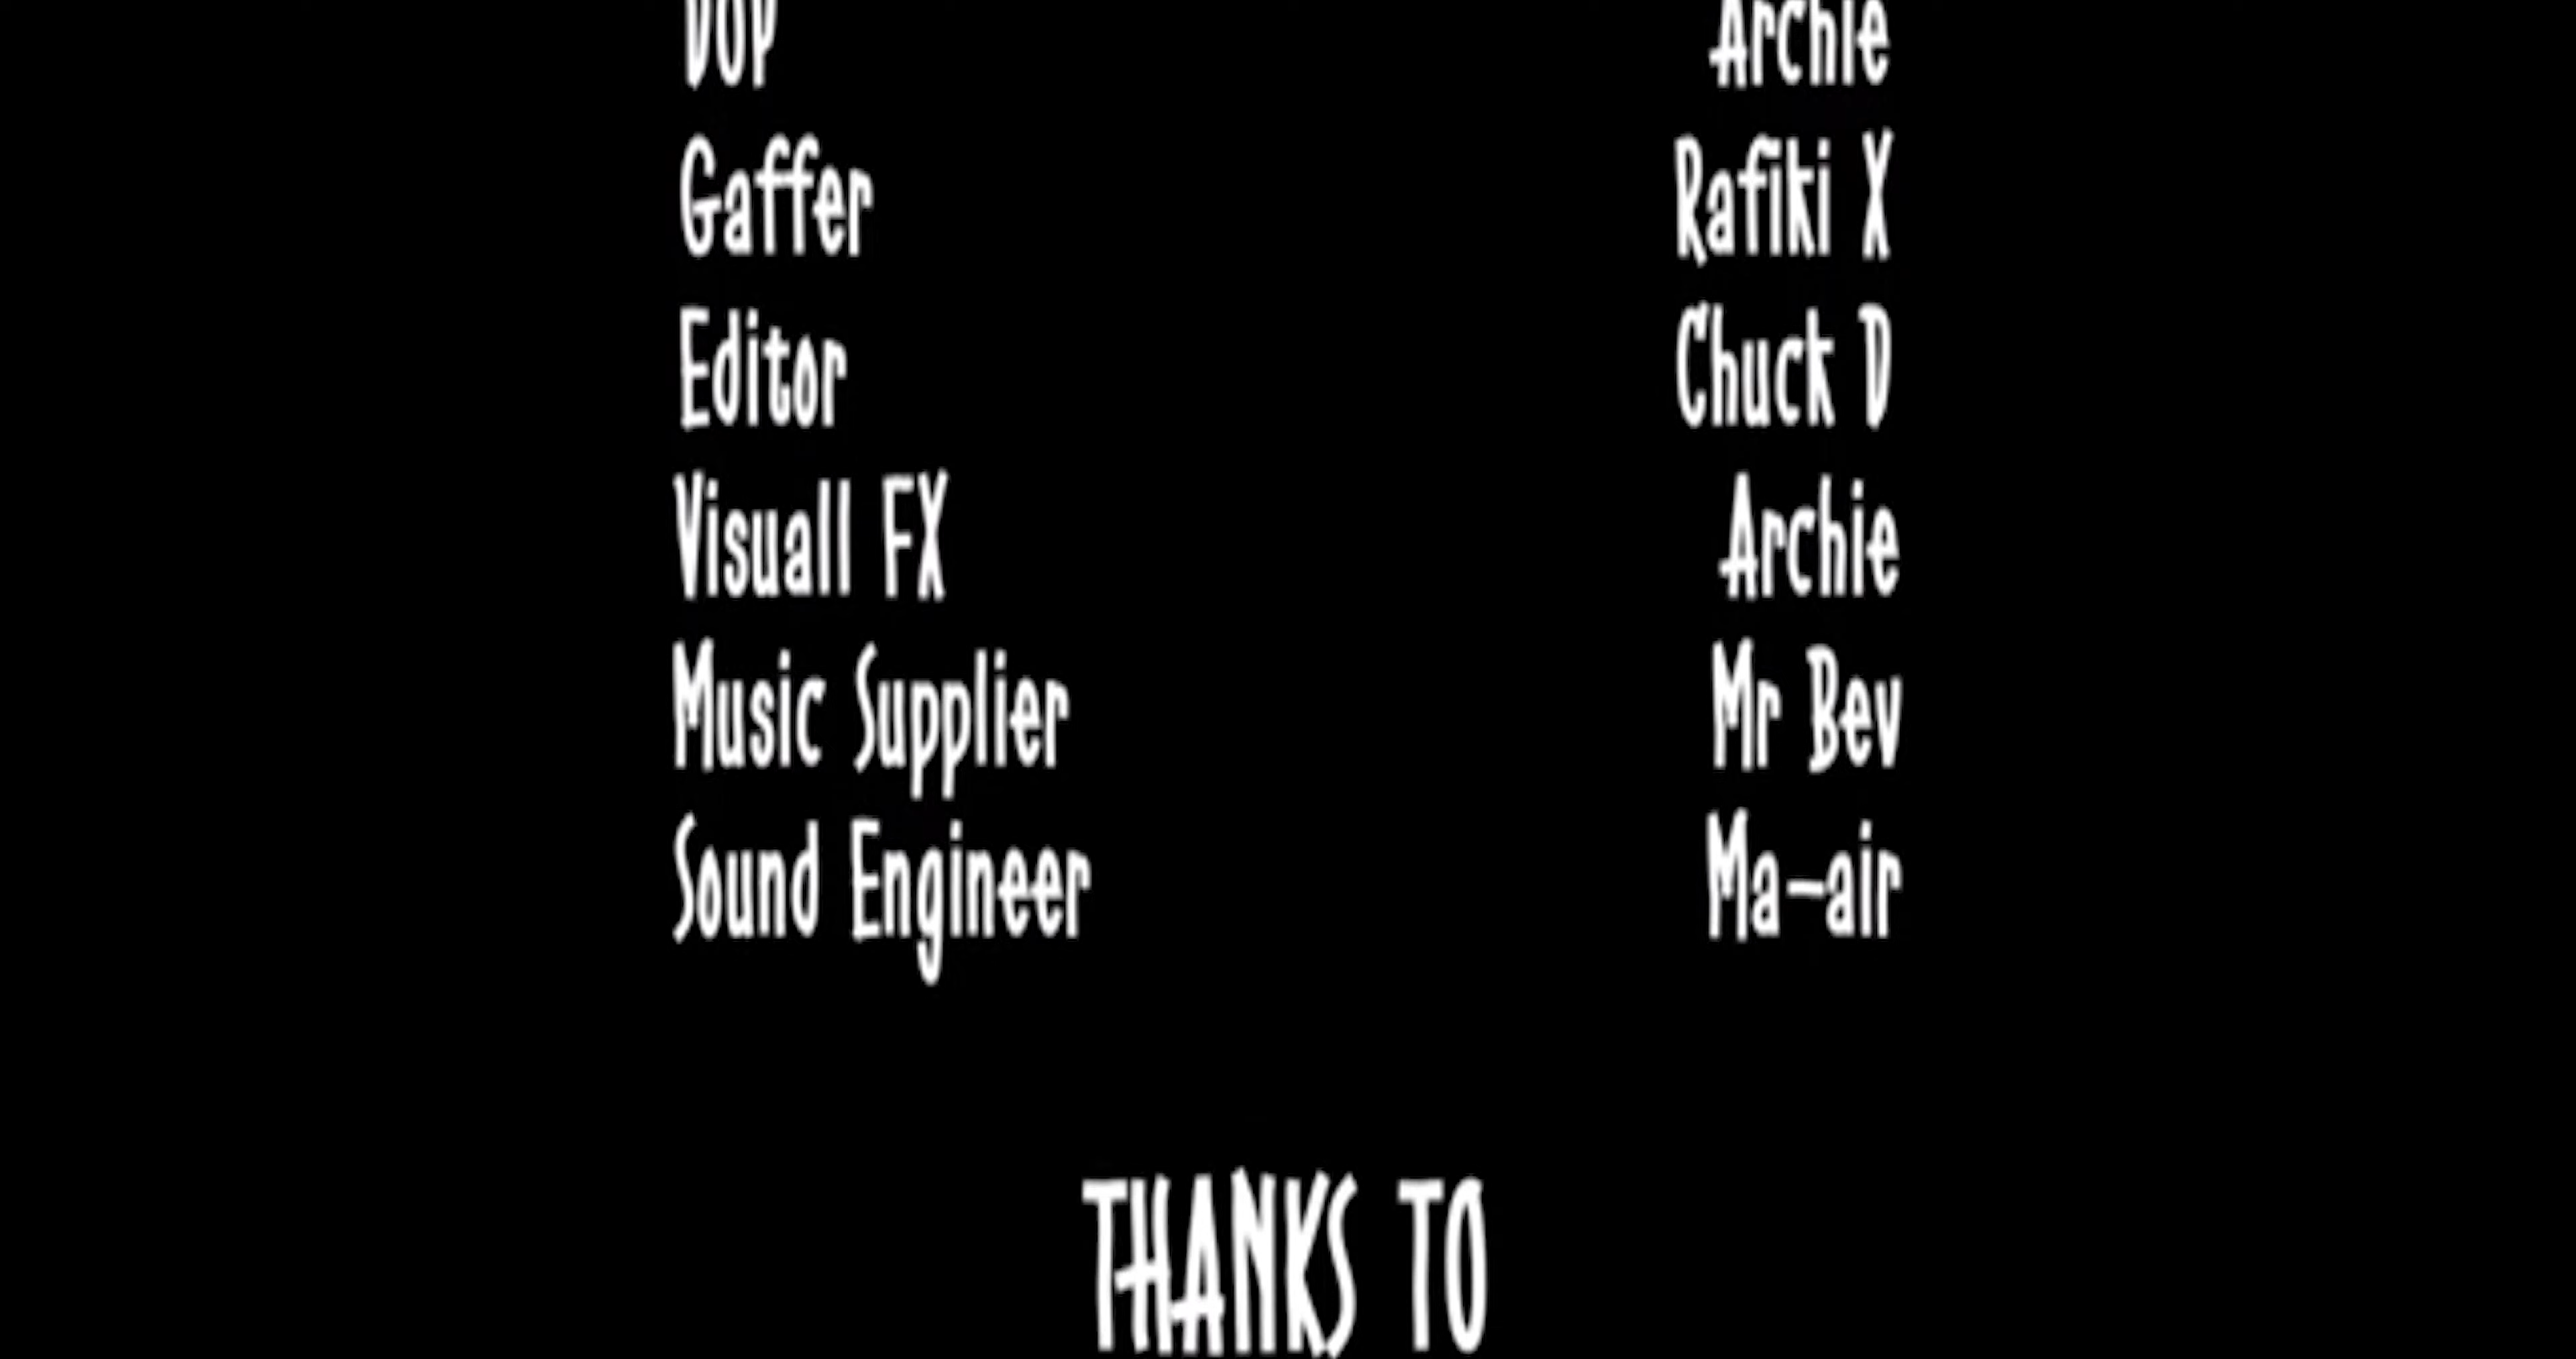 DOP Archie
Gaffer Rafiki X
Editor Chuck D
Visuall FX Archie
Music Supplier Mr Bev
Sound Engineer Ma-air
THANKS TO